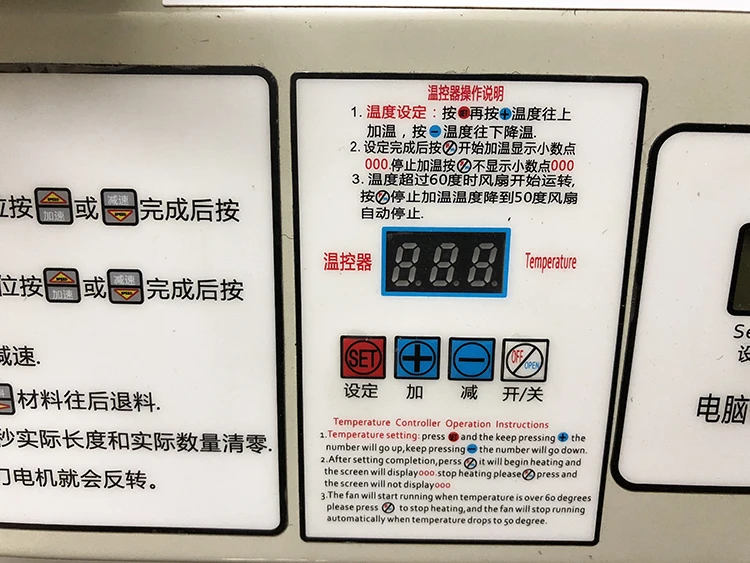 位按 加速 或 减速 完成后按
位按 加速 或 减速 完成后按
减速.
材料往后退料.
秒实际长度和实际数量清零.
门电机就会反转。
温控器操作说明
1. 温度设定：按SET再按+温度往上
加温，按-温度往下降温.
2. 设定完成后按 开始加温显示小数点
000.停止加温按 不显示小数点000
3. 温度超过60度时风扇开始运转,
按 停止加温温度降到50度风扇
自动停止.
温控器
888
Temperature
SET + - OFF/OPEN
设定 加 减 开/关
Temperature Controller Operation Instructions
1.Temperature setting: press SET and the keep pressing + the
number will go up,keep pressing - the number will go down.
2.After setting completion,perss it will begin heating and
the screen will display000 stop heating please press and
the screen will not display000
3.The fan will start running when temperature is over 60 degrees
please press to stop heating,and the fan will stop running
automatically when temperature drops to 50 degree.
Se
设
电脑